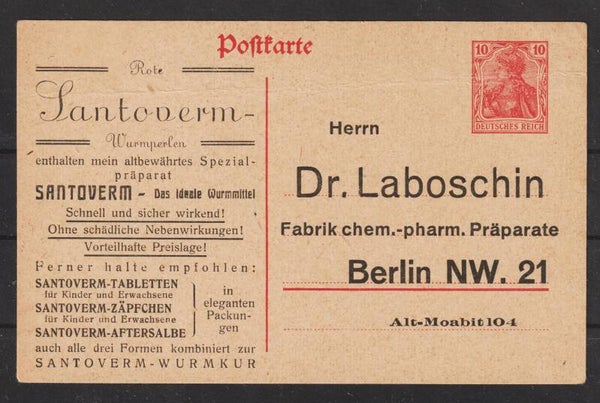 Postkarte
Rote
Santoverm-
Wurmperlen
enthalten mein altbewährtes Spezial-
präparat
SANTOVERM - Das ideale Wurmmittel
Schnell und sicher wirkend!
Ohne schädliche Nebenwirkungen!
Vorteilhafte Preislage!
Ferner halte empfohlen:
SANTOVERM-TABLETTEN
für Kinder und Erwachsene
SANTOVERM-ZÄPFCHEN
für Kinder und Erwachsene
SANTOVERM-AFTERSALBE
in
eleganten
Packun-
gen
auch alle drei Formen kombiniert zur
SANTOVERM-WURMKUR
10 10
DEUTSCHES REICH
Herrn
Dr. Laboschin
Fabrik chem.-pharm. Präparate
Berlin NW. 21
Alt-Moabit 104